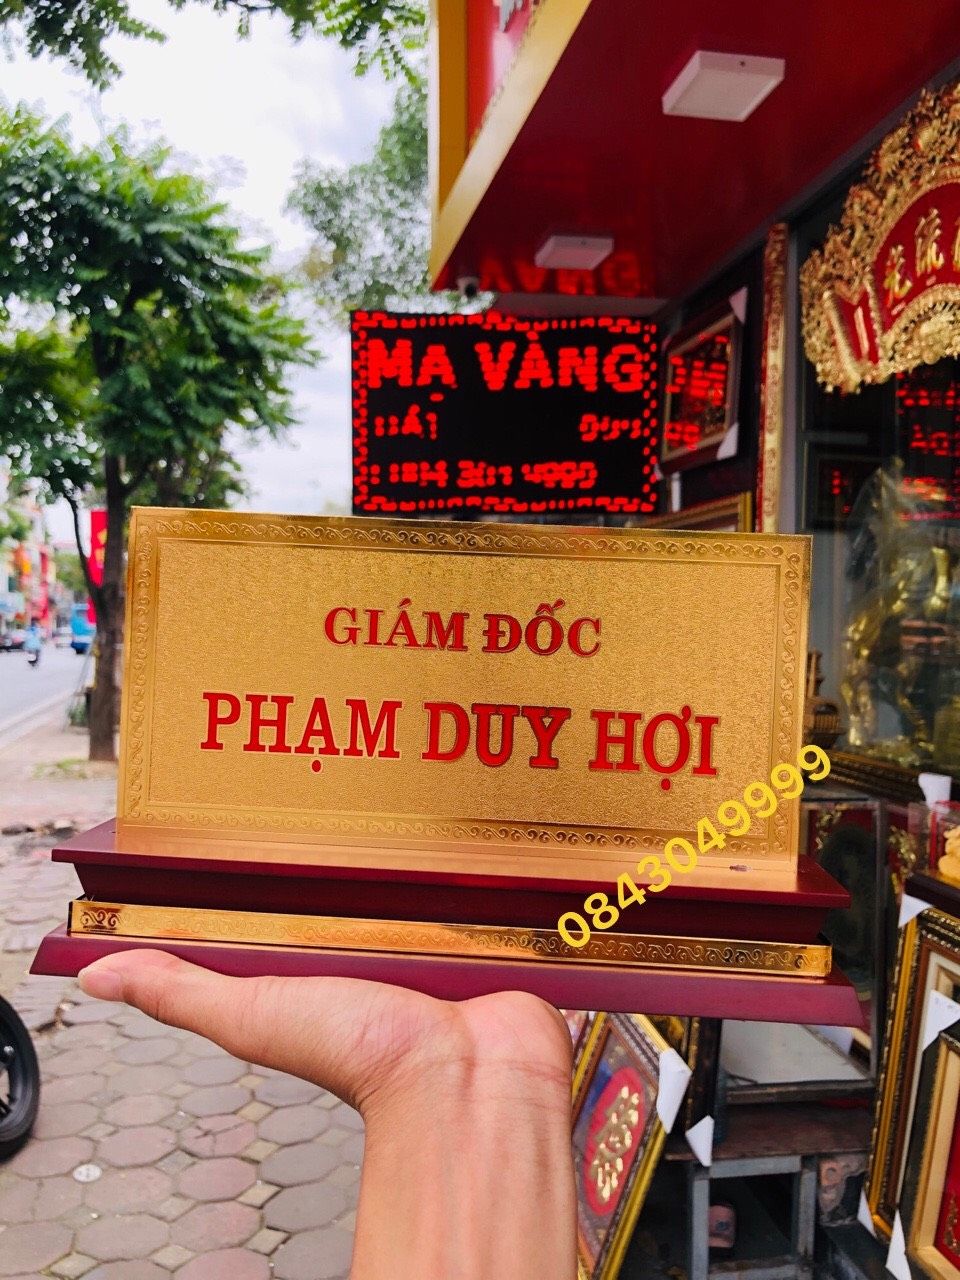 MẠ VÀNG
GIÁM ĐỐC
PHẠM DUY HỢI
0843049999